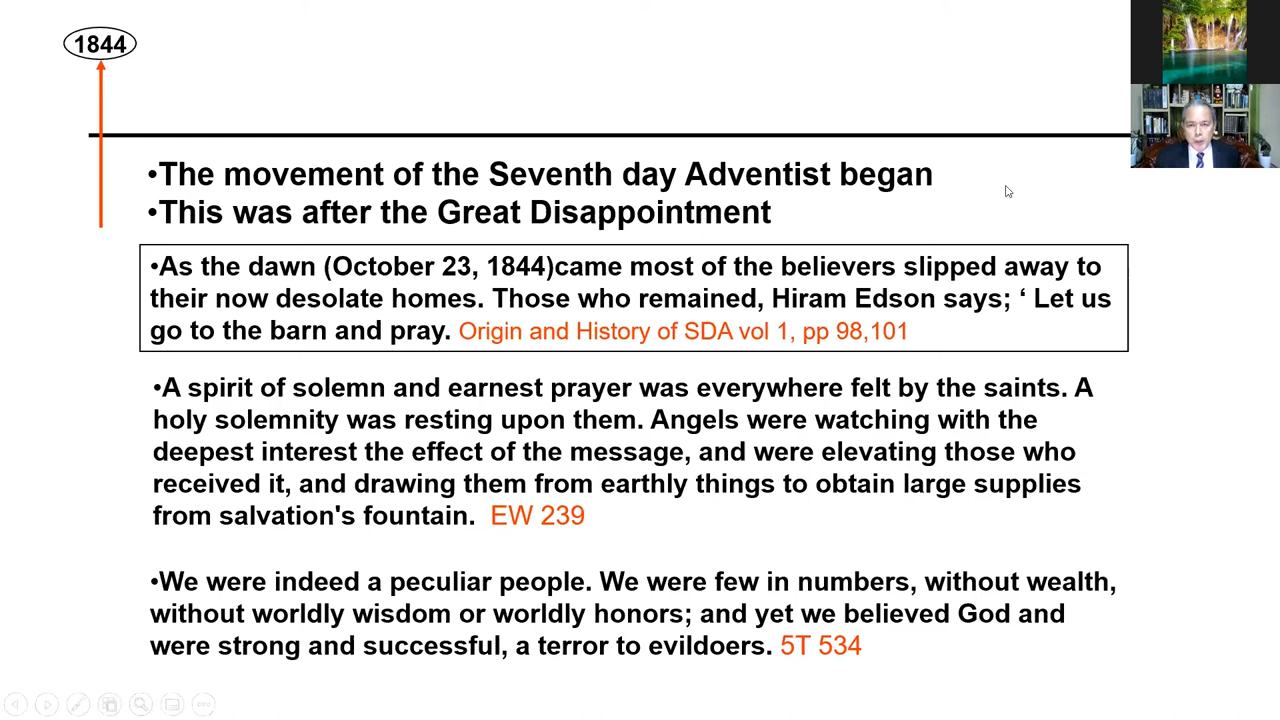 1844
•The movement of the Seventh day Adventist began
•This was after the Great Disappointment
•As the dawn (October 23, 1844)came most of the believers slipped away to
their now desolate homes. Those who remained, Hiram Edson says; ‘ Let us
go to the barn and pray. Origin and History of SDA vol 1, pp 98,101
•A spirit of solemn and earnest prayer was everywhere felt by the saints. A
holy solemnity was resting upon them. Angels were watching with the
deepest interest the effect of the message, and were elevating those who
received it, and drawing them from earthly things to obtain large supplies
from salvation's fountain. EW 239
•We were indeed a peculiar people. We were few in numbers, without wealth,
without worldly wisdom or worldly honors; and yet we believed God and
were strong and successful, a terror to evildoers. 5T 534